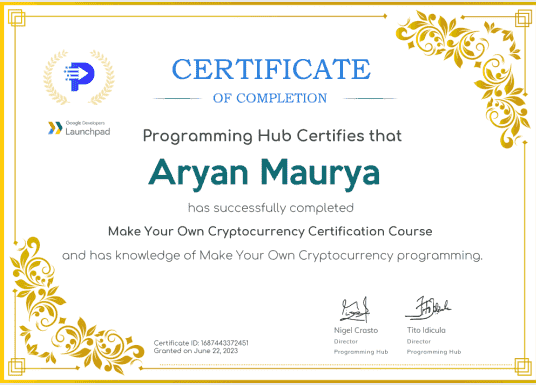 CERTIFICATE
OF COMPLETION
Google Developers
Launchpad
Programming Hub Certifies that
Aryan Maurya
has successfully completed
Make Your Own Cryptocurrency Certification Course
and has knowledge of Make Your Own Cryptocurrency programming.
Certificate ID: 1687443372451
Granted on June 22, 2023
Nigel Crasto
Director
Programming Hub
Tito Idicula
Director
Programming Hub